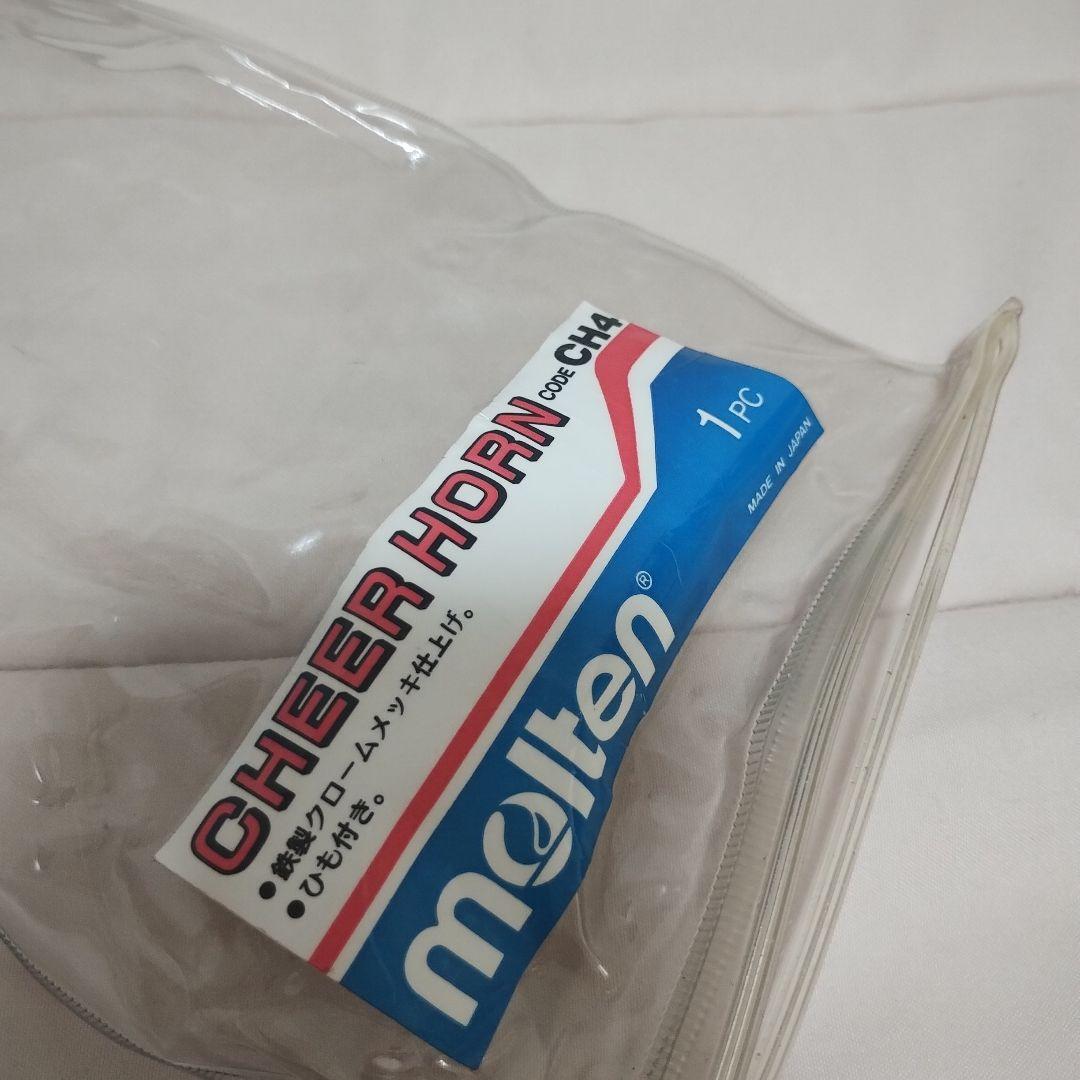 CHEER HORN CODE CH4
●鉄製クロームメッキ仕上げ。
●ひも付き。
molten®
1PC
MADE IN JAPAN